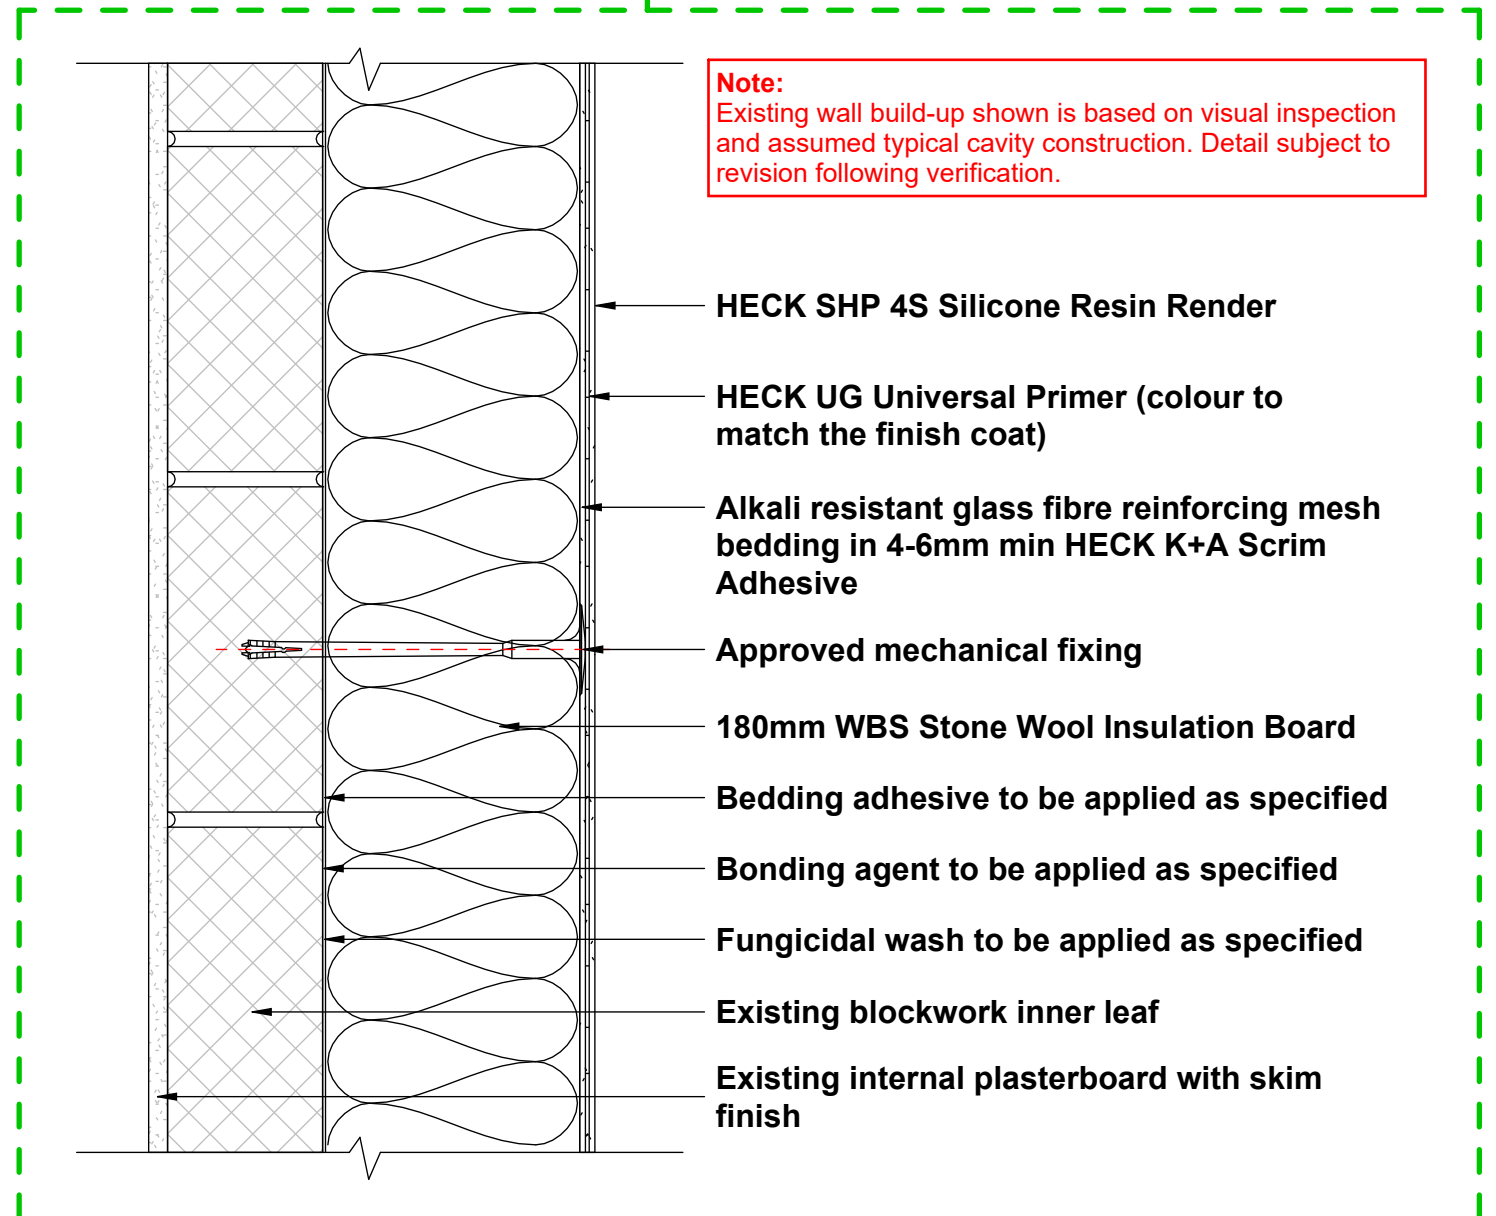 Note:
Existing wall build-up shown is based on visual inspection
and assumed typical cavity construction. Detail subject to
revision following verification.
HECK SHP 4S Silicone Resin Render
HECK UG Universal Primer (colour to
match the finish coat)
Alkali resistant glass fibre reinforcing mesh
bedding in 4-6mm min HECK K+A Scrim
Adhesive
Approved mechanical fixing
180mm WBS Stone Wool Insulation Board
Bedding adhesive to be applied as specified
Bonding agent to be applied as specified
Fungicidal wash to be applied as specified
Existing blockwork inner leaf
Existing internal plasterboard with skim
finish